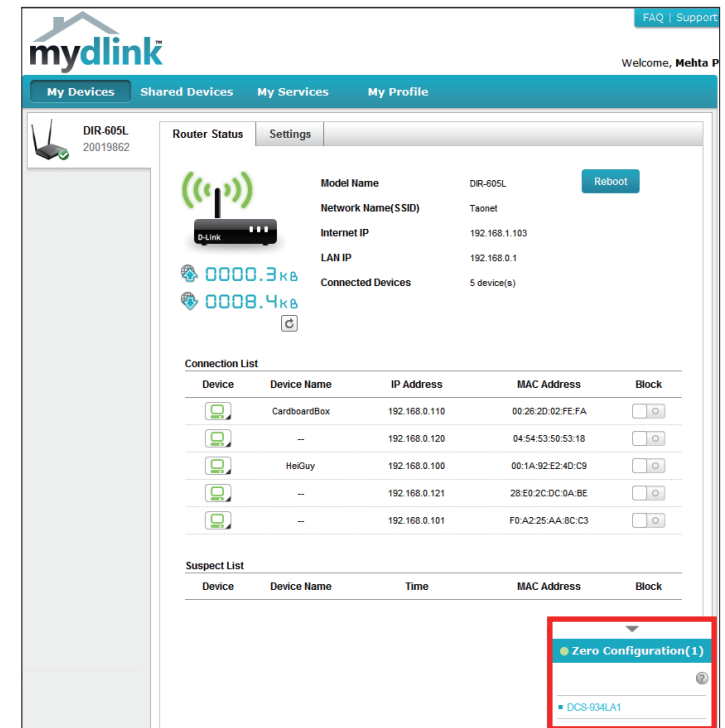 FAQ | Support
mydlink™
Welcome, Mehta P
My Devices Shared Devices My Services My Profile
DIR-605L
20019862
Router Status Settings
Model Name DIR-605L Reboot
Network Name(SSID) Taonet
D-Link
Internet IP 192.168.1.103
LAN IP 192.168.0.1
0000.3KB
Connected Devices 5 device(s)
0008.4KB
Connection List
Device Device Name IP Address MAC Address Block
CardboardBox 192.168.0.110 00:26:2D:02:FE:FA
-- 192.168.0.120 04:54:53:50:53:18
HeiGuy 192.168.0.100 00:1A:92:E2:4D:C9
-- 192.168.0.121 28:E0:2C:DC:0A:BE
-- 192.168.0.101 F0:A2:25:AA:8C:C3
Suspect List
Device Device Name Time MAC Address Block
Zero Configuration(1)
?
DCS-934LA1